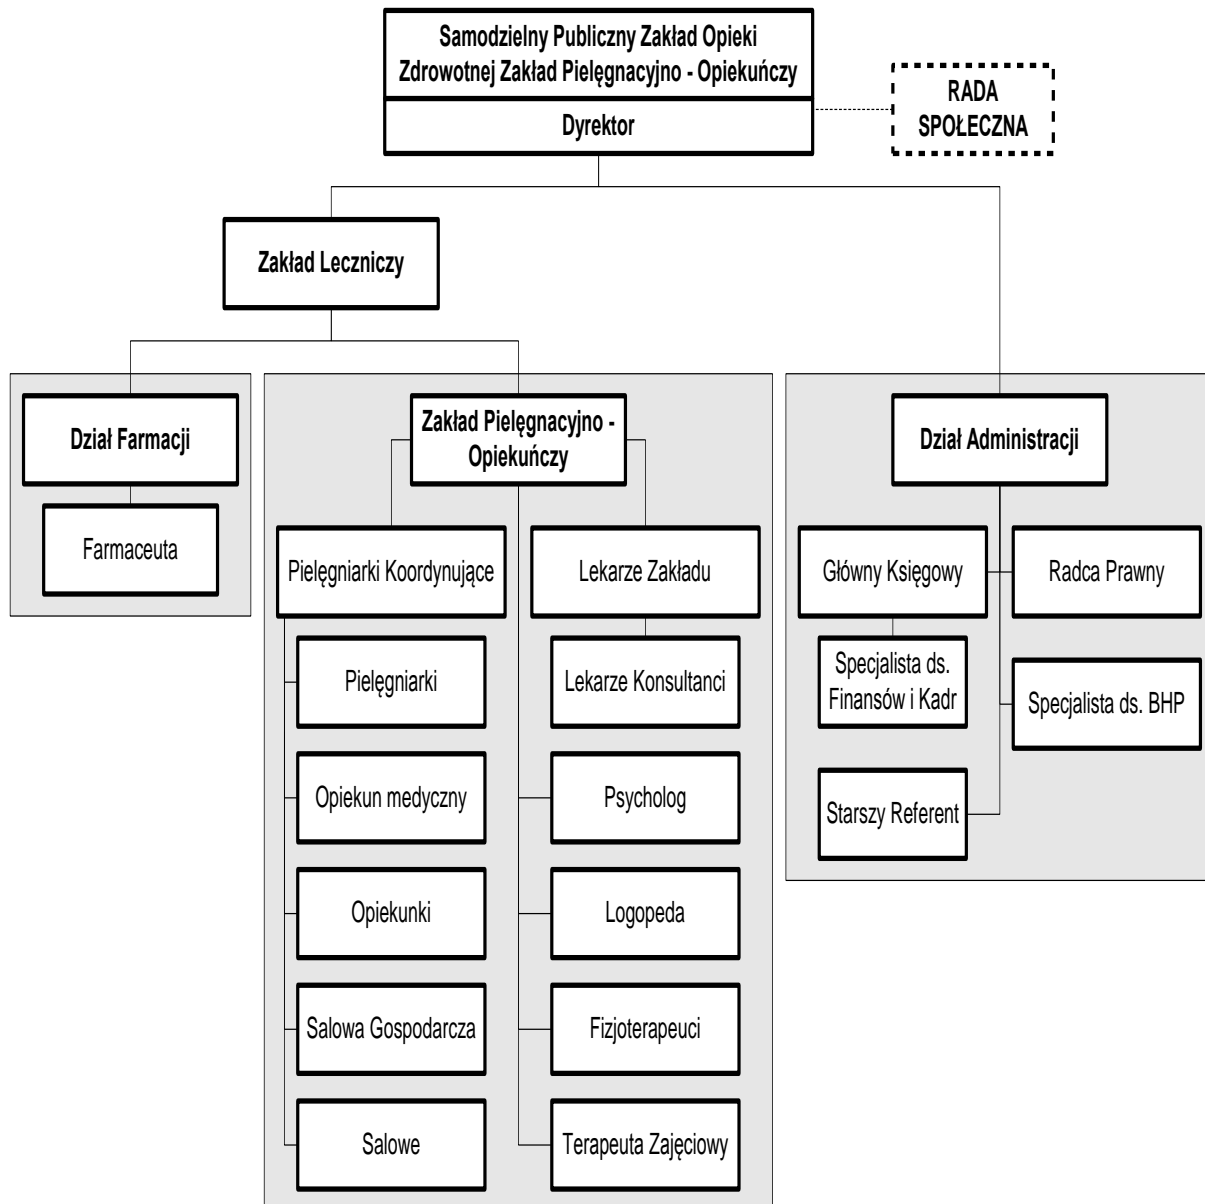 Samodzielny Publiczny Zakład Opieki
Zdrowotnej Zakład Pielęgnacyjno - Opiekuńczy
Dyrektor
RADA
SPOŁECZNA
Zakład Leczniczy
Dział Farmacji
Farmaceuta
Zakład Pielęgnacyjno -
Opiekuńczy
Pielęgniarki Koordynujące
Pielęgniarki
Opiekun medyczny
Opiekunki
Salowa Gospodarcza
Salowe
Lekarze Zakładu
Lekarze Konsultanci
Psycholog
Logopeda
Fizjoterapeuci
Terapeuta Zajęciowy
Dział Administracji
Główny Księgowy
Specjalista ds.
Finansów i Kadr
Starszy Referent
Radca Prawny
Specjalista ds. BHP